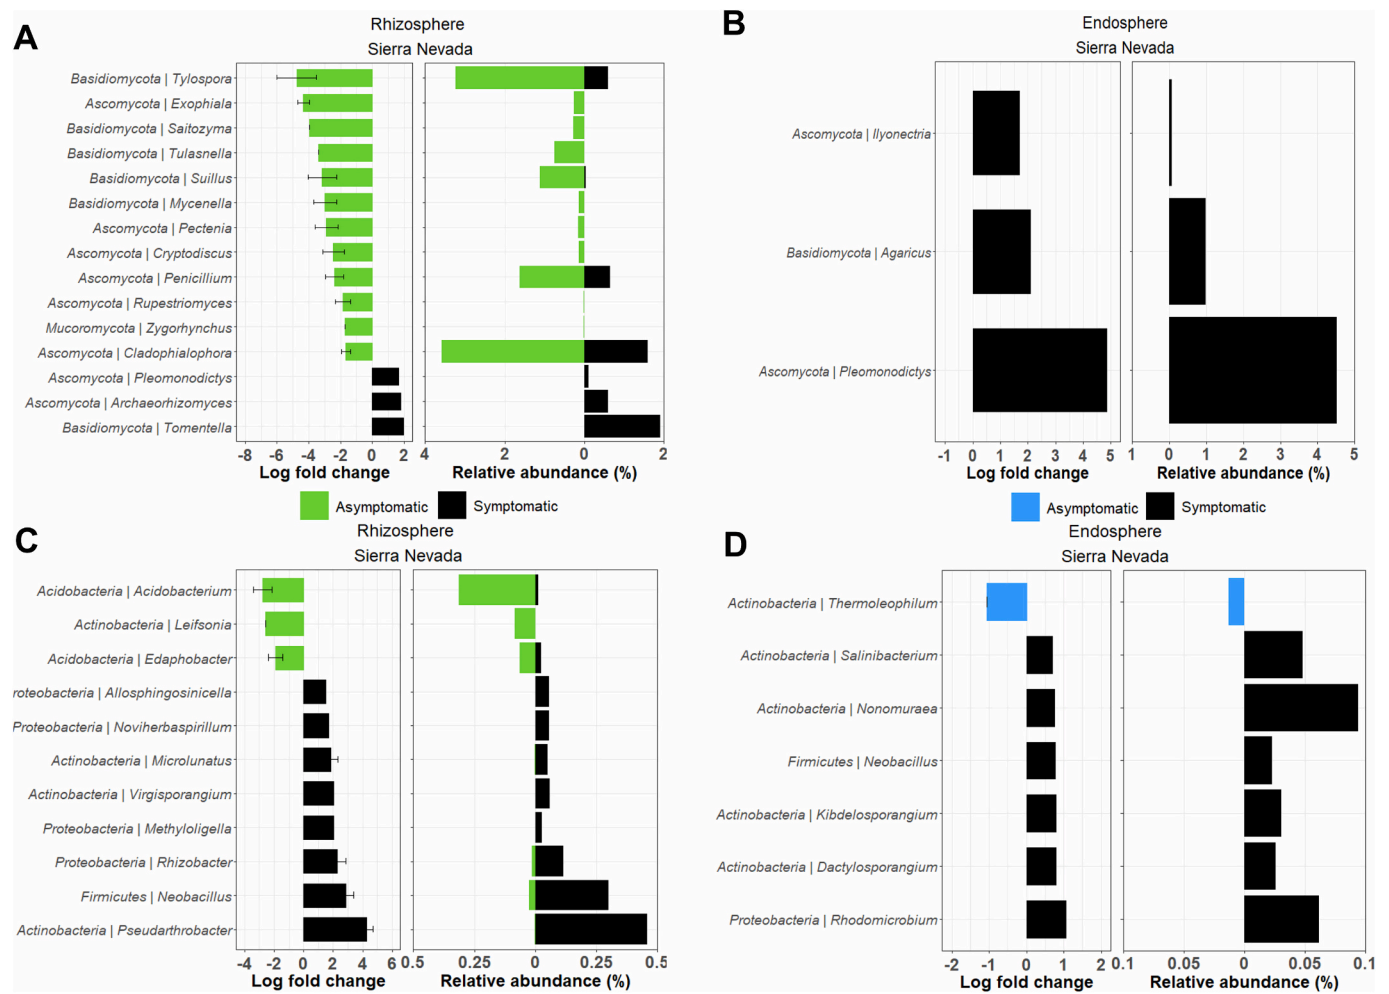 A
Rhizosphere
Sierra Nevada
Basidiomycota | Tylospora
Ascomycota | Exophiala
Basidiomycota | Saitozyma
Basidiomycota | Tulasnella
Basidiomycota | Suillus
Basidiomycota | Mycenella
Ascomycota | Pectenia
Ascomycota | Cryptodiscus
Ascomycota | Penicillium
Ascomycota | Rupestriomyces
Mucoromycota | Zygorhynchus
Ascomycota | Cladophialophora
Ascomycota | Pleomonodictys
Ascomycota | Archaeorhizomyces
Basidiomycota | Tomentella
-8 -6 -4 -2 0 2 4 2 0 2
Log fold change Relative abundance (%)
Asymptomatic Symptomatic
B
Endosphere
Sierra Nevada
Ascomycota | Ilyonectria
Basidiomycota | Agaricus
Ascomycota | Pleomonodictys
-1 0 1 2 3 4 5 1 0 1 2 3 4 5
Log fold change Relative abundance (%)
Asymptomatic Symptomatic
C
Rhizosphere
Sierra Nevada
Acidobacteria | Acidobacterium
Actinobacteria | Leifsonia
Acidobacteria | Edaphobacter
roteobacteria | Allosphingosinicella
Proteobacteria | Noviherbaspirillum
Actinobacteria | Microlunatus
Actinobacteria | Virgisporangium
Proteobacteria | Methyloligella
Proteobacteria | Rhizobacter
Firmicutes | Neobacillus
Actinobacteria | Pseudarthrobacter
-4 -2 0 2 4 6 0.5 0.25 0 0.25 0.5
Log fold change Relative abundance (%)
D
Endosphere
Sierra Nevada
Actinobacteria | Thermoleophilum
Actinobacteria | Salinibacterium
Actinobacteria | Nonomuraea
Firmicutes | Neobacillus
Actinobacteria | Kibdelosporangium
Actinobacteria | Dactylosporangium
Proteobacteria | Rhodomicrobium
-2 -1 0 1 2 0.1 0.05 0 0.05 0.1
Log fold change Relative abundance (%)